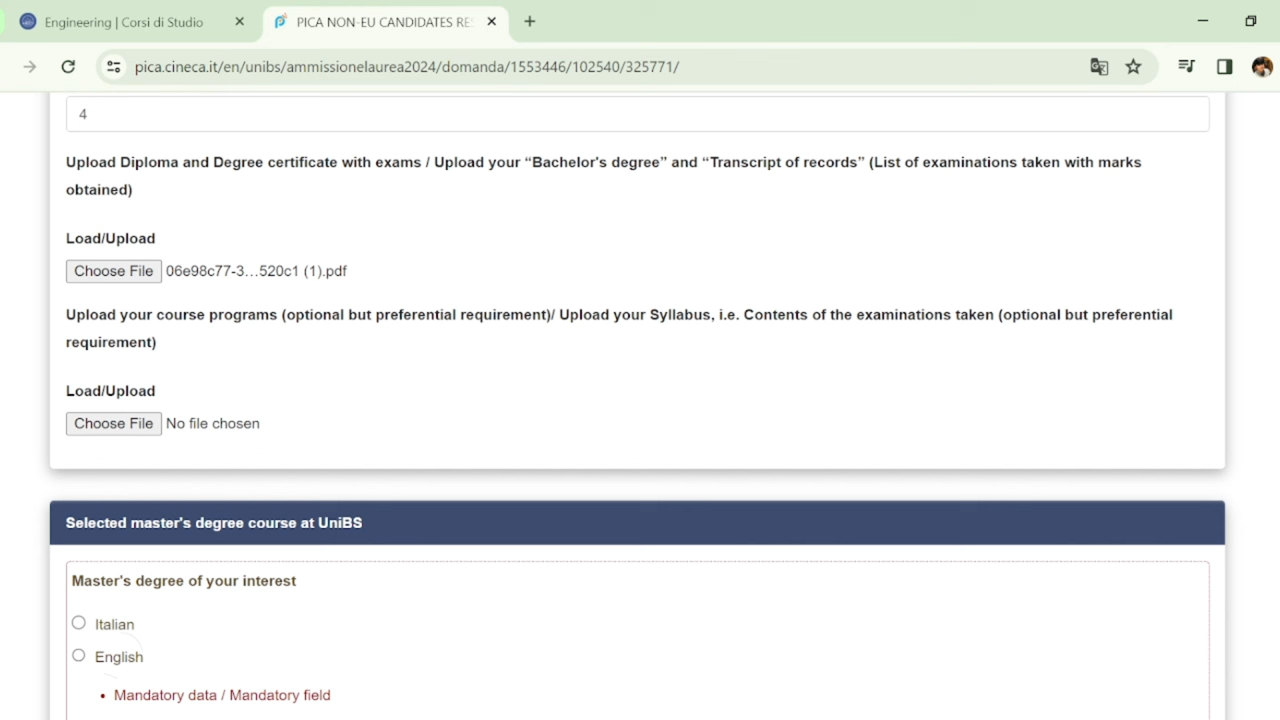 Engineering | Corsi di Studio
PICA NON-EU CANDIDATES RE
pica.cineca.it/en/unibs/ammissionelaurea2024/domanda/1553446/102540/325771/
4
Upload Diploma and Degree certificate with exams / Upload your “Bachelor's degree” and “Transcript of records” (List of examinations taken with marks
obtained)
Load/Upload
Choose File 06e98c77-3...520c1 (1).pdf
Upload your course programs (optional but preferential requirement)/ Upload your Syllabus, i.e. Contents of the examinations taken (optional but preferential
requirement)
Load/Upload
Choose File No file chosen
Selected master's degree course at UniBS
Master's degree of your interest
Italian
English
• Mandatory data / Mandatory field